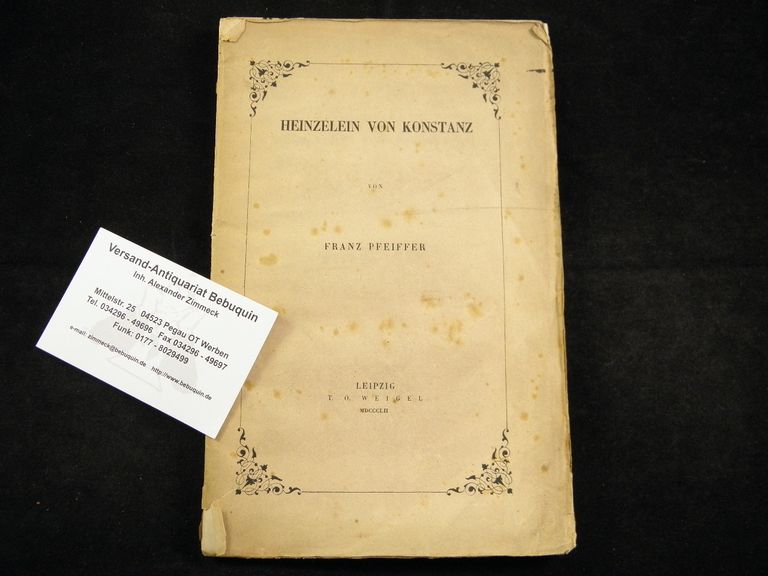 HEINZELEIN VON KONSTANZ
VON
FRANZ PFEIFFER
LEIPZIG
T. O. WEIGEL
MDCCCLII
Versand-Antiquariat Bebuquin
Inh. Alexander Zimmeck
Mittelstr. 25 04523 Pegau OT Werben
Tel. 034296 - 49696 Fax 034296 - 49697
Funk: 0177 - 8029499
e-mail: zimmeck@bebuquin.de http://www.bebuquin.de